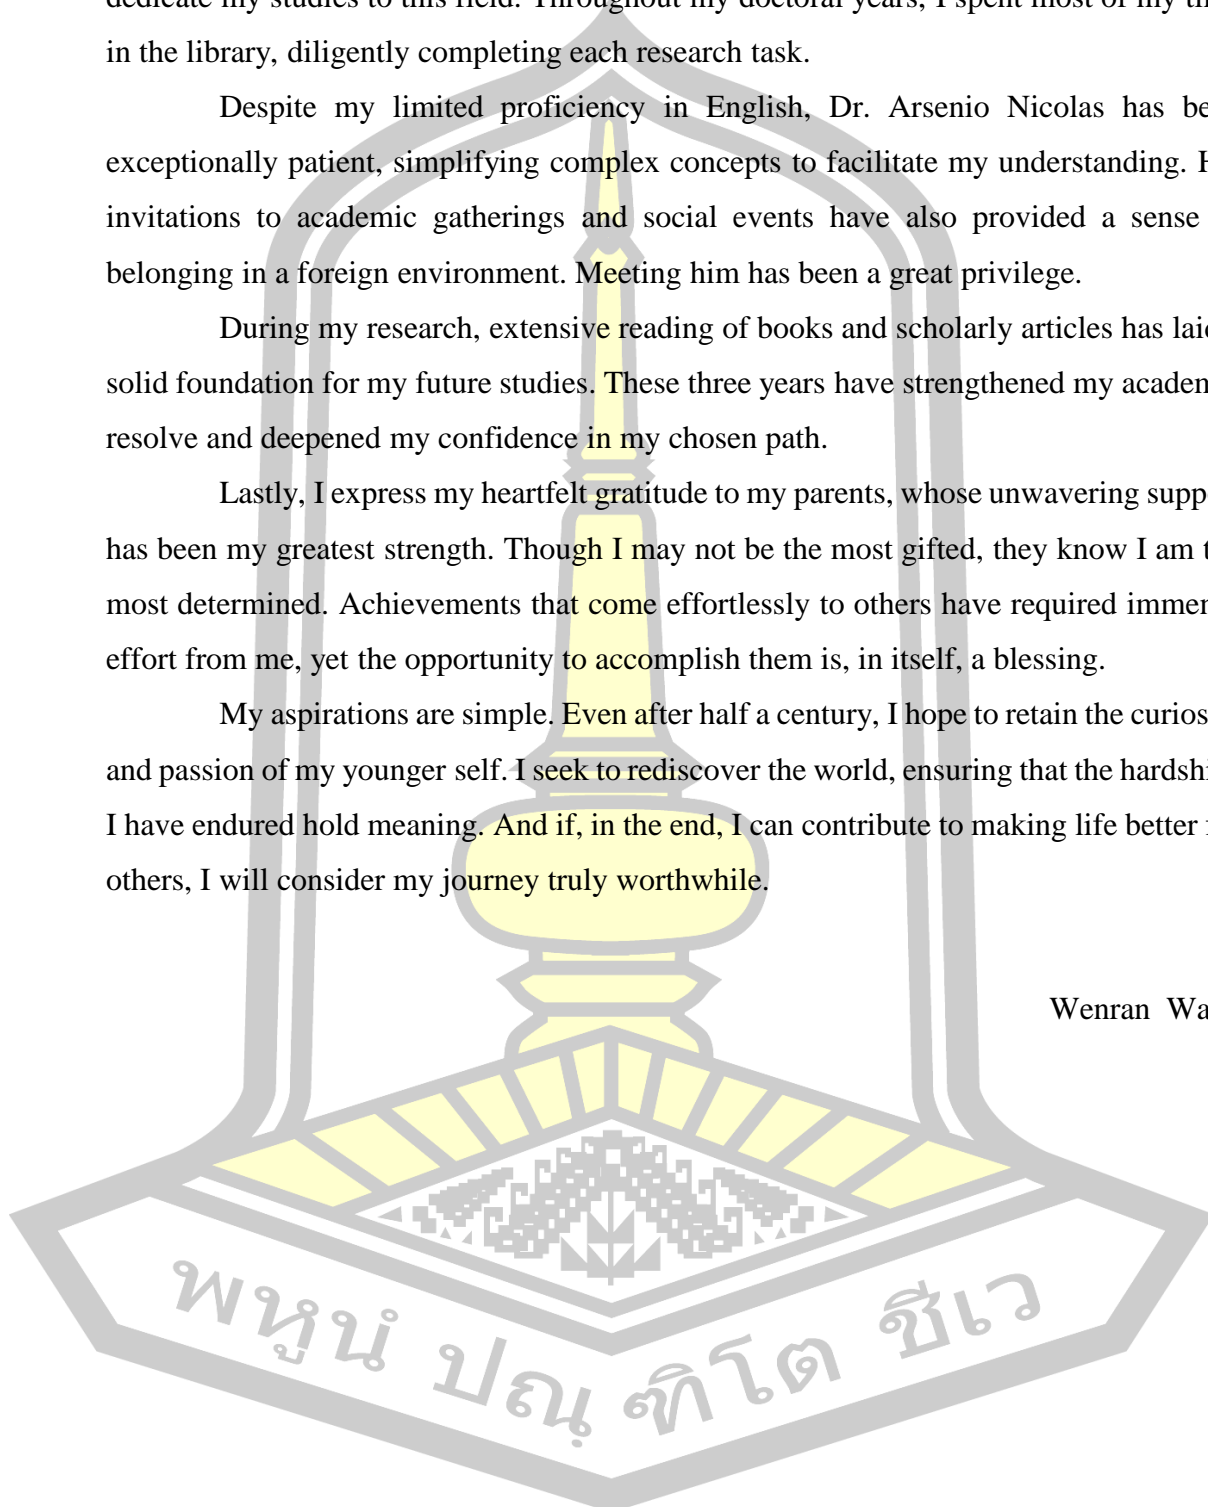 dedicate my studies to this field. Throughout my doctoral years, I spent most of my
in the library, diligently completing each research task.
Despite my limited proficiency in English, Dr. Arsenio Nicolas has
exceptionally patient, simplifying complex concepts to facilitate my understanding.
invitations to academic gatherings and social events have also provided a sense
belonging in a foreign environment. Meeting him has been a great privilege.
During my research, extensive reading of books and scholarly articles has
solid foundation for my future studies. These three years have strengthened my
resolve and deepened my confidence in my chosen path.
Lastly, I express my heartfelt gratitude to my parents, whose unwavering
has been my greatest strength. Though I may not be the most gifted, they know I am
most determined. Achievements that come effortlessly to others have required
effort from me, yet the opportunity to accomplish them is, in itself, a blessing.
My aspirations are simple. Even after half a century, I hope to retain the
and passion of my younger self. I seek to rediscover the world, ensuring that the
I have endured hold meaning. And if, in the end, I can contribute to making life better
others, I will consider my journey truly worthwhile.
Wenran
พหูนํ ปณฺฑิโต ชีเว